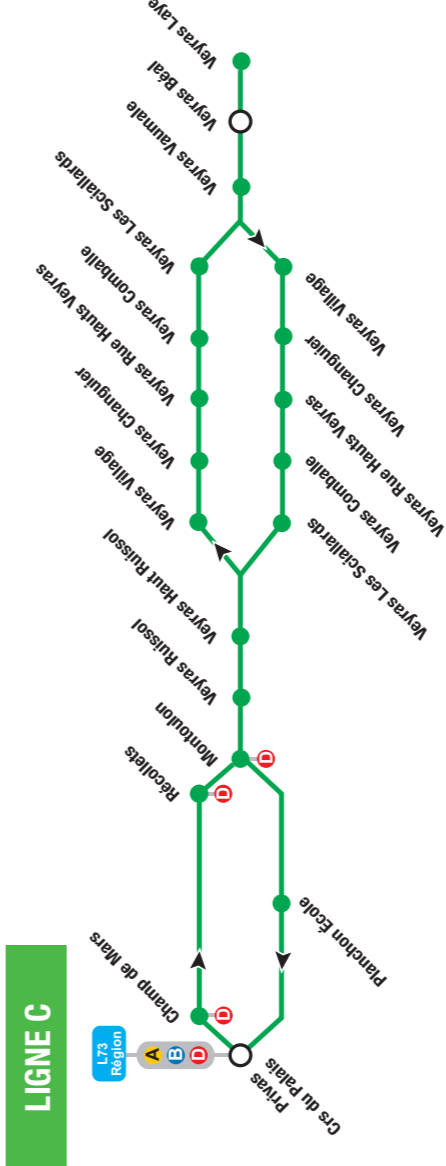 LIGNE C
L73
Région
A
B
D
Privas
Crs du Palais
Champ de Mars
D
Récollets
D
Montoulon
D
Planchon École
Veyras Ruissol
Veyras Haut Ruissol
Veyras Village
Veyras Changuier
Veyras Rue Hauts Veyras
Veyras Comballe
Veyras Les Sciallards
Veyras Les Sciallards
Veyras Comballe
Veyras Rue Hauts Veyras
Veyras Changuier
Veyras Village
Veyras Vaumale
Veyras Béal